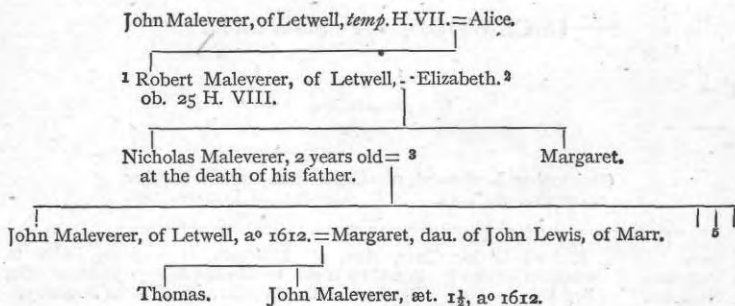 John Maleverer, of Letwell, temp. H.VII.=Alice.
1 Robert Maleverer, of Letwell, = Elizabeth. 2
ob. 25 H. VIII.
Nicholas Maleverer, 2 years old= 3 Margaret.
at the death of his father.
John Maleverer, of Letwell, ao 1612.=Margaret, dau. of John Lewis, of Marr. 5
Thomas. John Maleverer, æt. 1½, ao 1612.